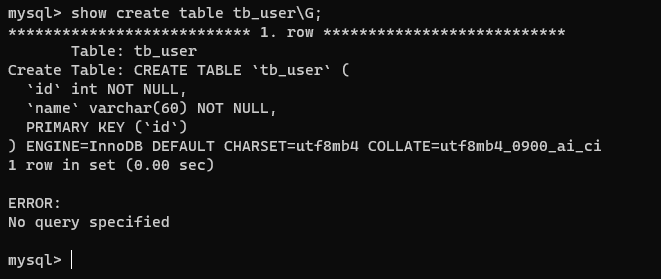 mysql> show create table tb_user\G;
*************************** 1. row ***************************
       Table: tb_user
Create Table: CREATE TABLE `tb_user` (
  `id` int NOT NULL,
  `name` varchar(60) NOT NULL,
  PRIMARY KEY (`id`)
) ENGINE=InnoDB DEFAULT CHARSET=utf8mb4 COLLATE=utf8mb4_0900_ai_ci
1 row in set (0.00 sec)

ERROR:
No query specified

mysql>